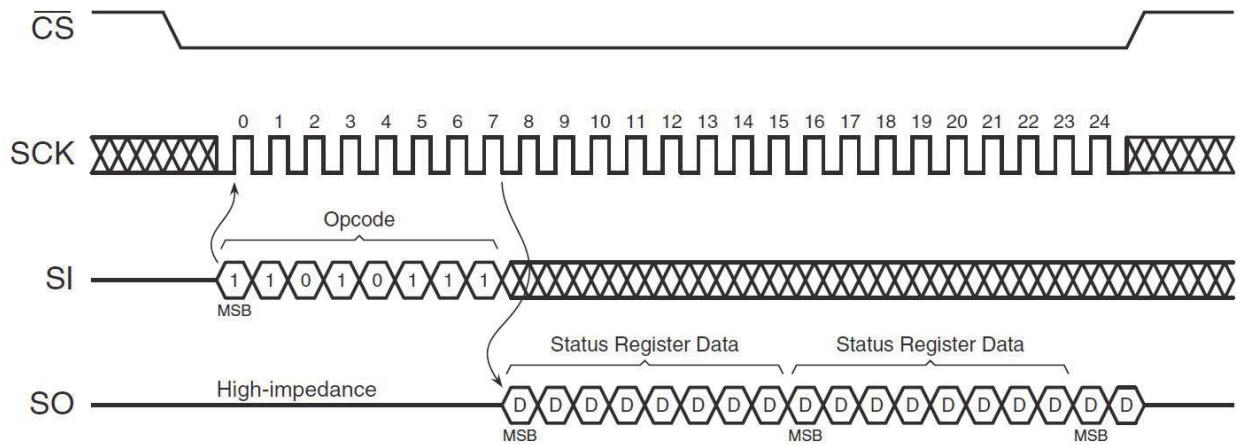 CS
0 1 2 3 4 5 6 7 8 9 10 11 12 13 14 15 16 17 18 19 20 21 22 23 24
SCK
Opcode
SI 1 1 0 1 0 1 1 1
MSB
Status Register Data Status Register Data
High-impedance
SO D D D D D D D D D D D D D D D D D D
MSB MSB MSB